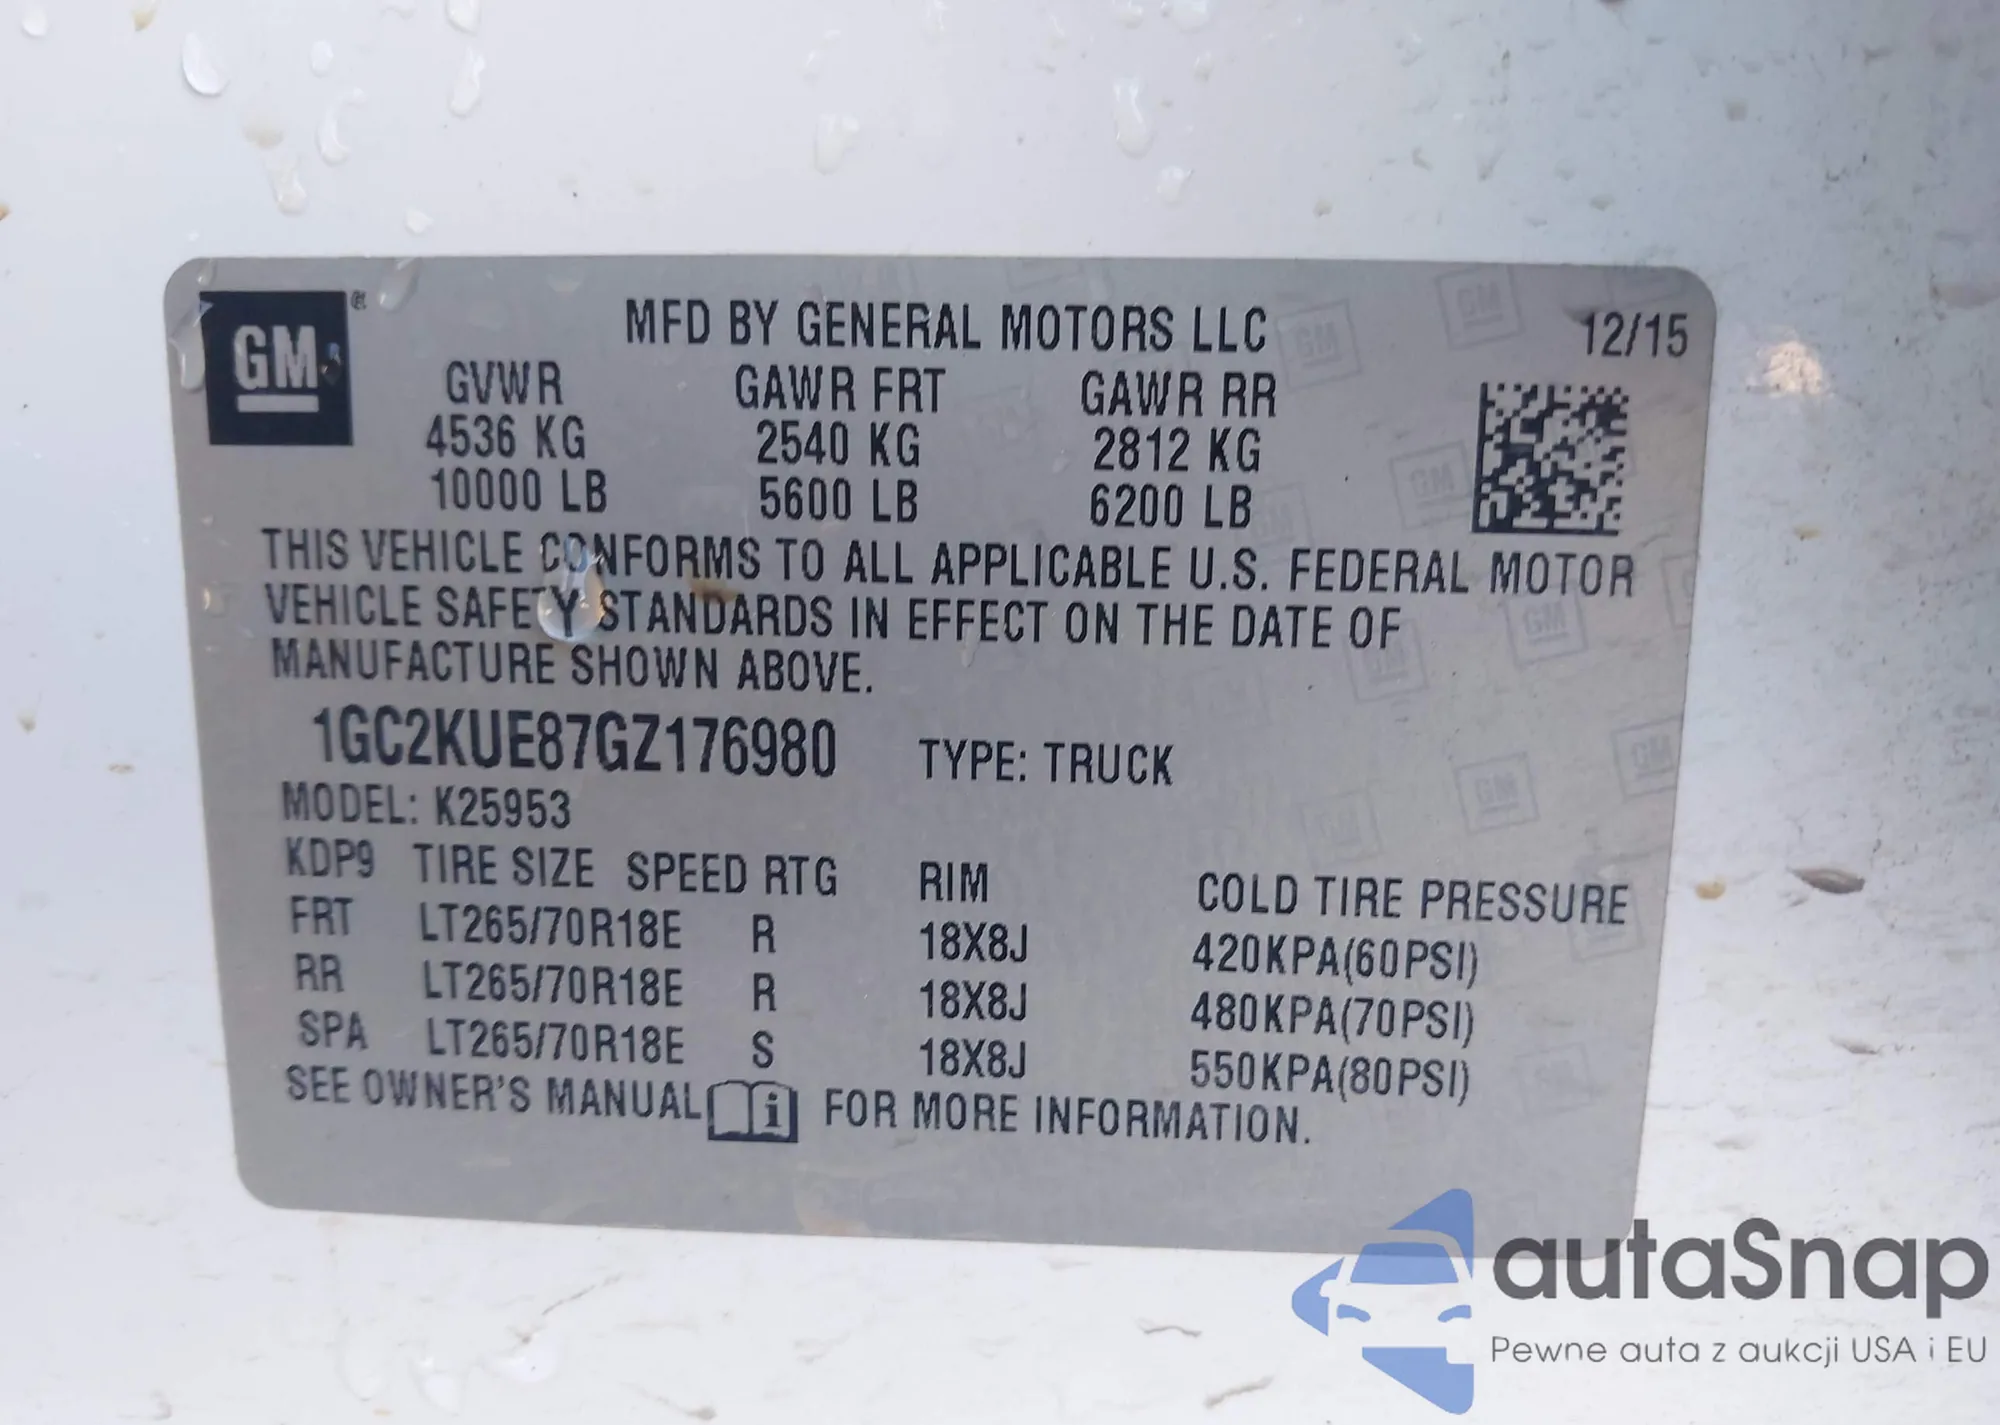 GM ®
MFD BY GENERAL MOTORS LLC 12/15
GVWR GAWR FRT GAWR RR
4536 KG 2540 KG 2812 KG
10000 LB 5600 LB 6200 LB
THIS VEHICLE CONFORMS TO ALL APPLICABLE U.S. FEDERAL MOTOR
VEHICLE SAFETY STANDARDS IN EFFECT ON THE DATE OF
MANUFACTURE SHOWN ABOVE.
1GC2KUE87GZ176980 TYPE: TRUCK
MODEL: K25953
KDP9 TIRE SIZE SPEED RTG RIM COLD TIRE PRESSURE
FRT LT265/70R18E R 18X8J 420KPA(60PSI)
RR LT265/70R18E R 18X8J 480KPA(70PSI)
SPA LT265/70R18E S 18X8J 550KPA(80PSI)
SEE OWNER'S MANUAL i FOR MORE INFORMATION.
autaSnap
Pewne auta z aukcji USA i EU